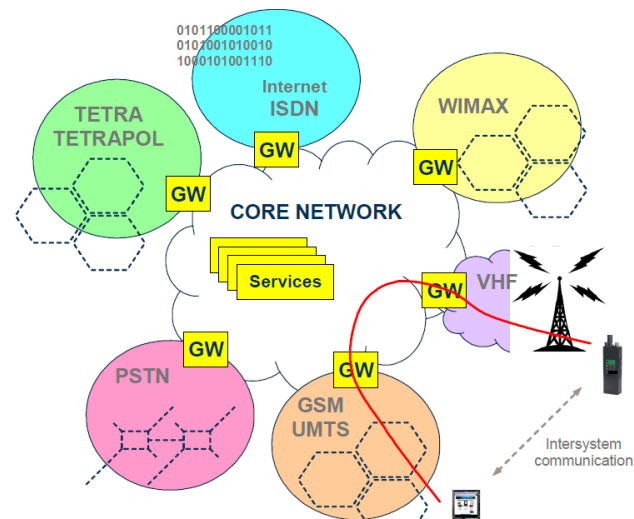 0101100001011
0101001010010
1000101001110
Internet
ISDN
TETRA
TETRAPOL
WIMAX
GW
GW
GW
CORE NETWORK
Services
GW
VHF
GW
GW
PSTN
GSM
UMTS
Intersystem
communication